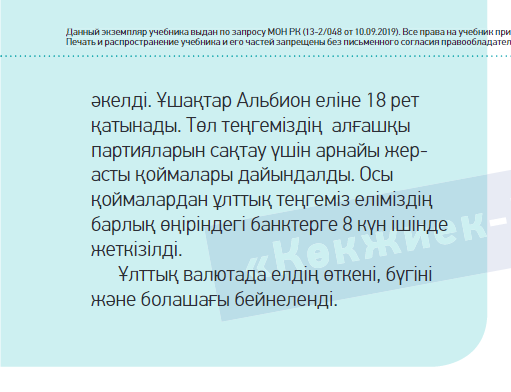 Данный экземпляр учебника выдан по запросу МОН РК (13-2/048 от 10.09.2019). Все права на учебник при
Печать и распространение учебника и его частей запрещены без письменного согласия правообладател
әкелді. Ұшақтар Альбион еліне 18 рет
қатынады. Төл теңгеміздің алғашқы
партияларын сақтау үшін арнайы жер-
асты қоймалары дайындалды. Осы
қоймалардан ұлттық теңгеміз еліміздің
барлық өңіріндегі банктерге 8 күн ішінде
жеткізілді.
Ұлттық валютада елдің өткені, бүгіні
және болашағы бейнеленді.
«Көкжиек-